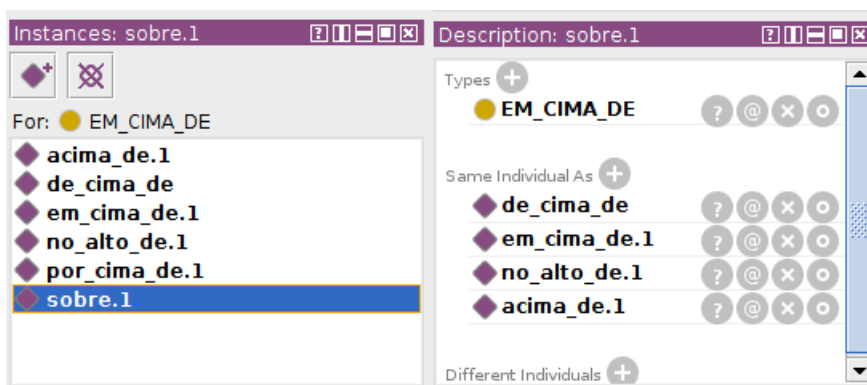 Instances: sobre.1
For: EM_CIMA_DE
acima_de.1
de_cima_de
em_cima_de.1
no_alto_de.1
por_cima_de.1
sobre.1
Description: sobre.1
Types
EM_CIMA_DE
Same Individual As
de_cima_de
em_cima_de.1
no_alto_de.1
acima_de.1
Different Individuals